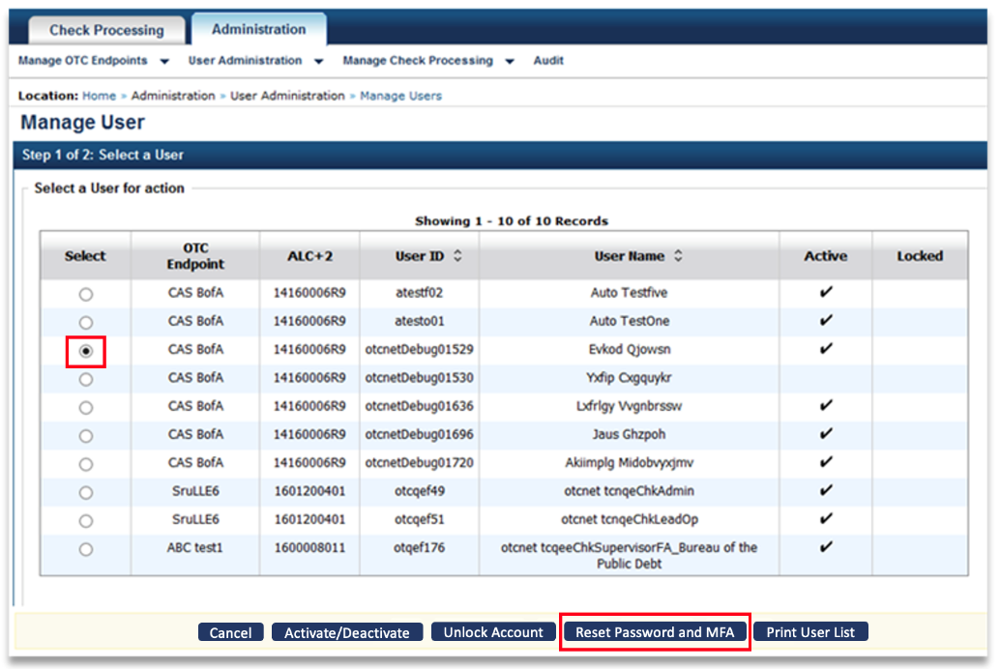 Check Processing Administration
Manage OTC Endpoints User Administration Manage Check Processing Audit
Location: Home » Administration » User Administration » Manage Users
Manage User
Step 1 of 2: Select a User
Select a User for action
Showing 1 - 10 of 10 Records
Select OTC Endpoint ALC+2 User ID User Name Active Locked
CAS BofA 14160006R9 atestf02 Auto Testfive ✔
CAS BofA 14160006R9 atesto01 Auto TestOne ✔
CAS BofA 14160006R9 otcnetDebug01529 Evkod Qjowsn ✔
CAS BofA 14160006R9 otcnetDebug01530 Yxfip Cxgquykr
CAS BofA 14160006R9 otcnetDebug01636 Lxfrlgy Vvgnbrssw ✔
CAS BofA 14160006R9 otcnetDebug01696 Jaus Ghzpoh ✔
CAS BofA 14160006R9 otcnetDebug01720 Akiimplg Midobvyxjmv ✔
SruLLE6 1601200401 otcqef49 otcnet tcnqeChkAdmin ✔
SruLLE6 1601200401 otcqef51 otcnet tcnqeChkLeadOp ✔
ABC test1 1600008011 otqef176 otcnet tcqeeChkSupervisorFA_Bureau of the ✔
Public Debt
Cancel Activate/Deactivate Unlock Account Reset Password and MFA Print User List